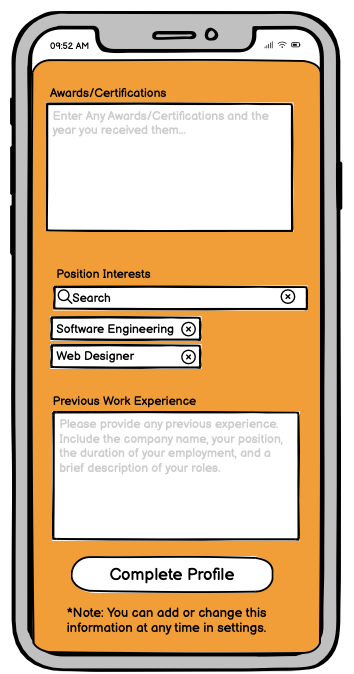 09:52 AM
Awards/Certifications
Enter Any Awards/Certifications and the
year you received them...
Position Interests
Search
Software Engineering
Web Designer
Previous Work Experience
Please provide any previous experience.
Include the company name, your position,
the duration of your employment, and a
brief description of your roles.
Complete Profile
*Note: You can add or change this
information at any time in settings.